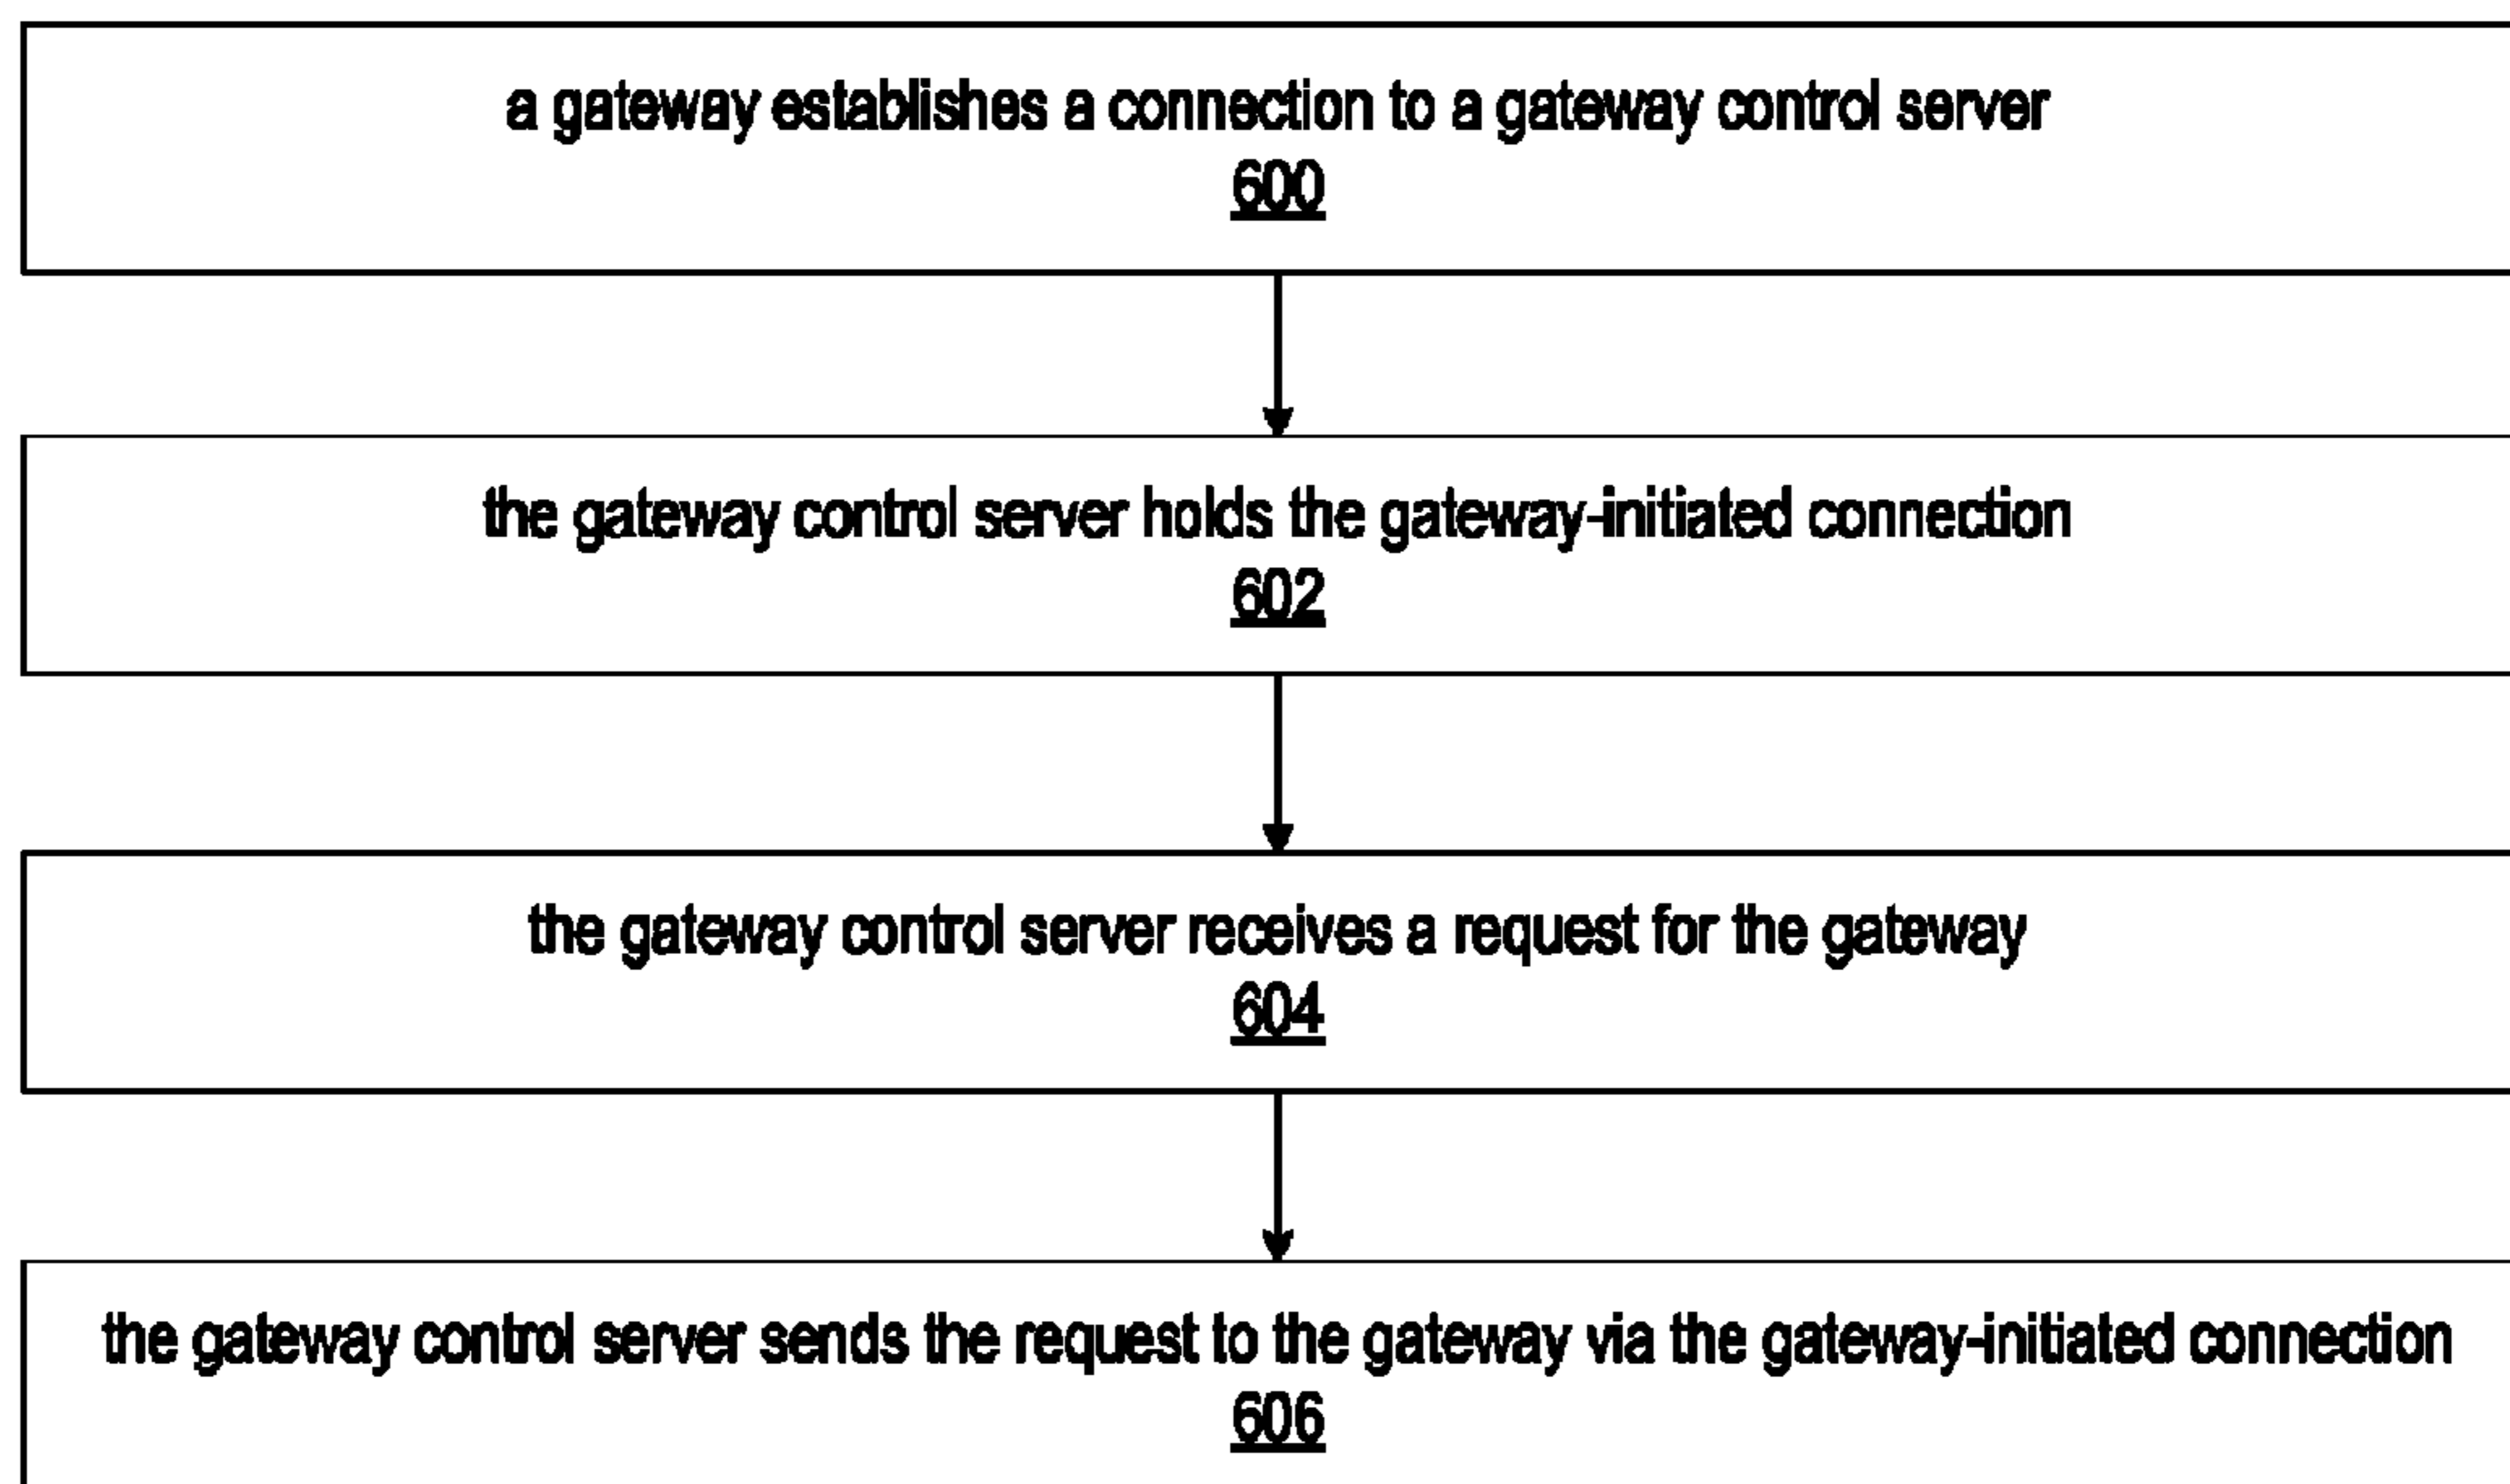 a gateway establishes a connection to a gateway control server
600
the gateway control server holds the gateway-initiated connection
602
the gateway control server receives a request for the gateway
604
the gateway control server sends the request to the gateway via the gateway-initiated connection
606